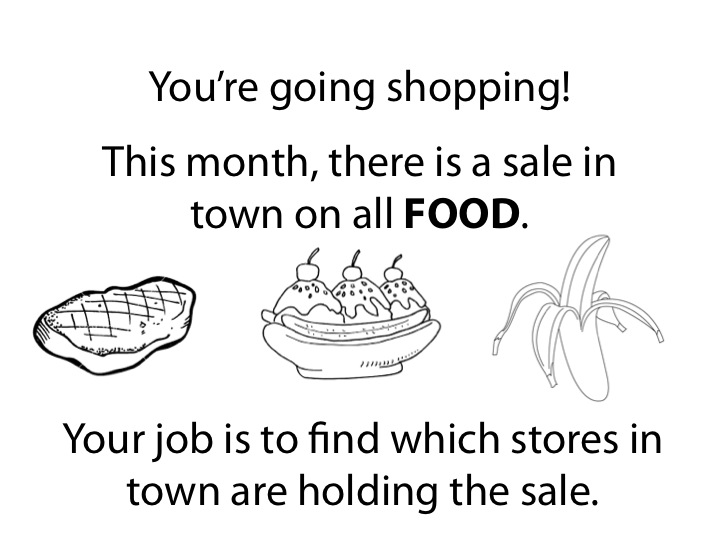 You’re going shopping!
This month, there is a sale in
town on all FOOD.
Your job is to find which stores in
town are holding the sale.